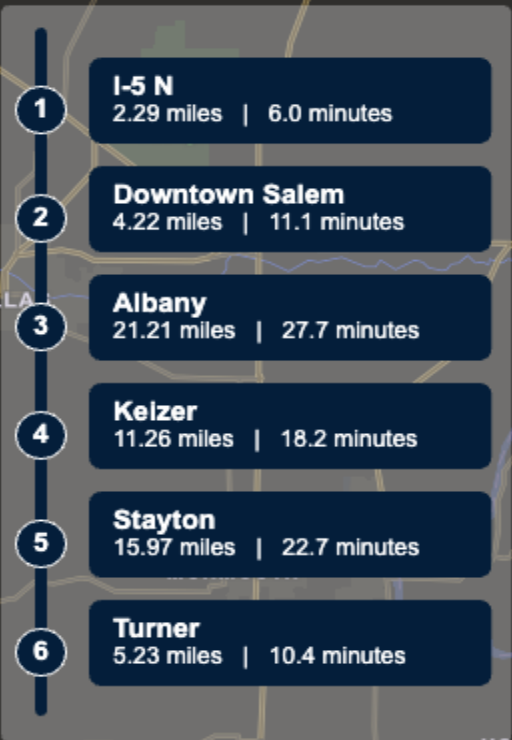 1
I-5 N
2.29 miles | 6.0 minutes
2
Downtown Salem
4.22 miles | 11.1 minutes
LA
3
Albany
21.21 miles | 27.7 minutes
4
Keizer
11.26 miles | 18.2 minutes
5
Stayton
15.97 miles | 22.7 minutes
6
Turner
5.23 miles | 10.4 minutes